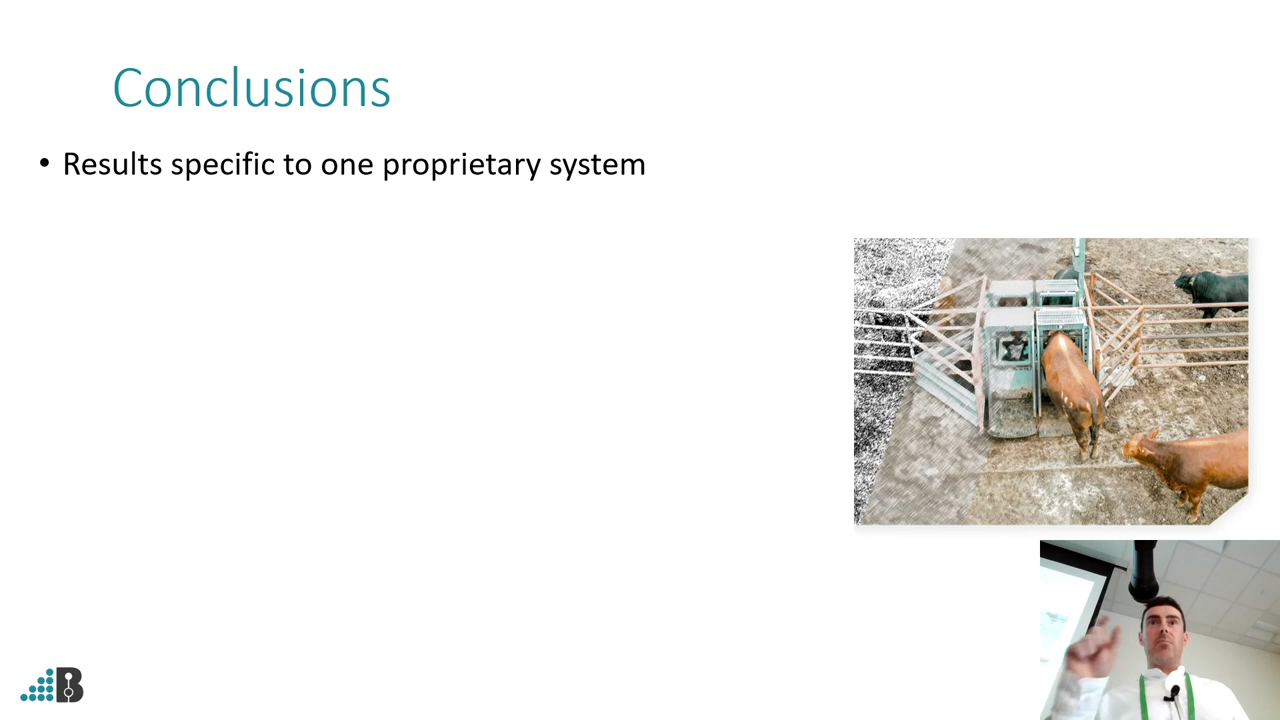 Conclusions
• Results specific to one proprietary system
B